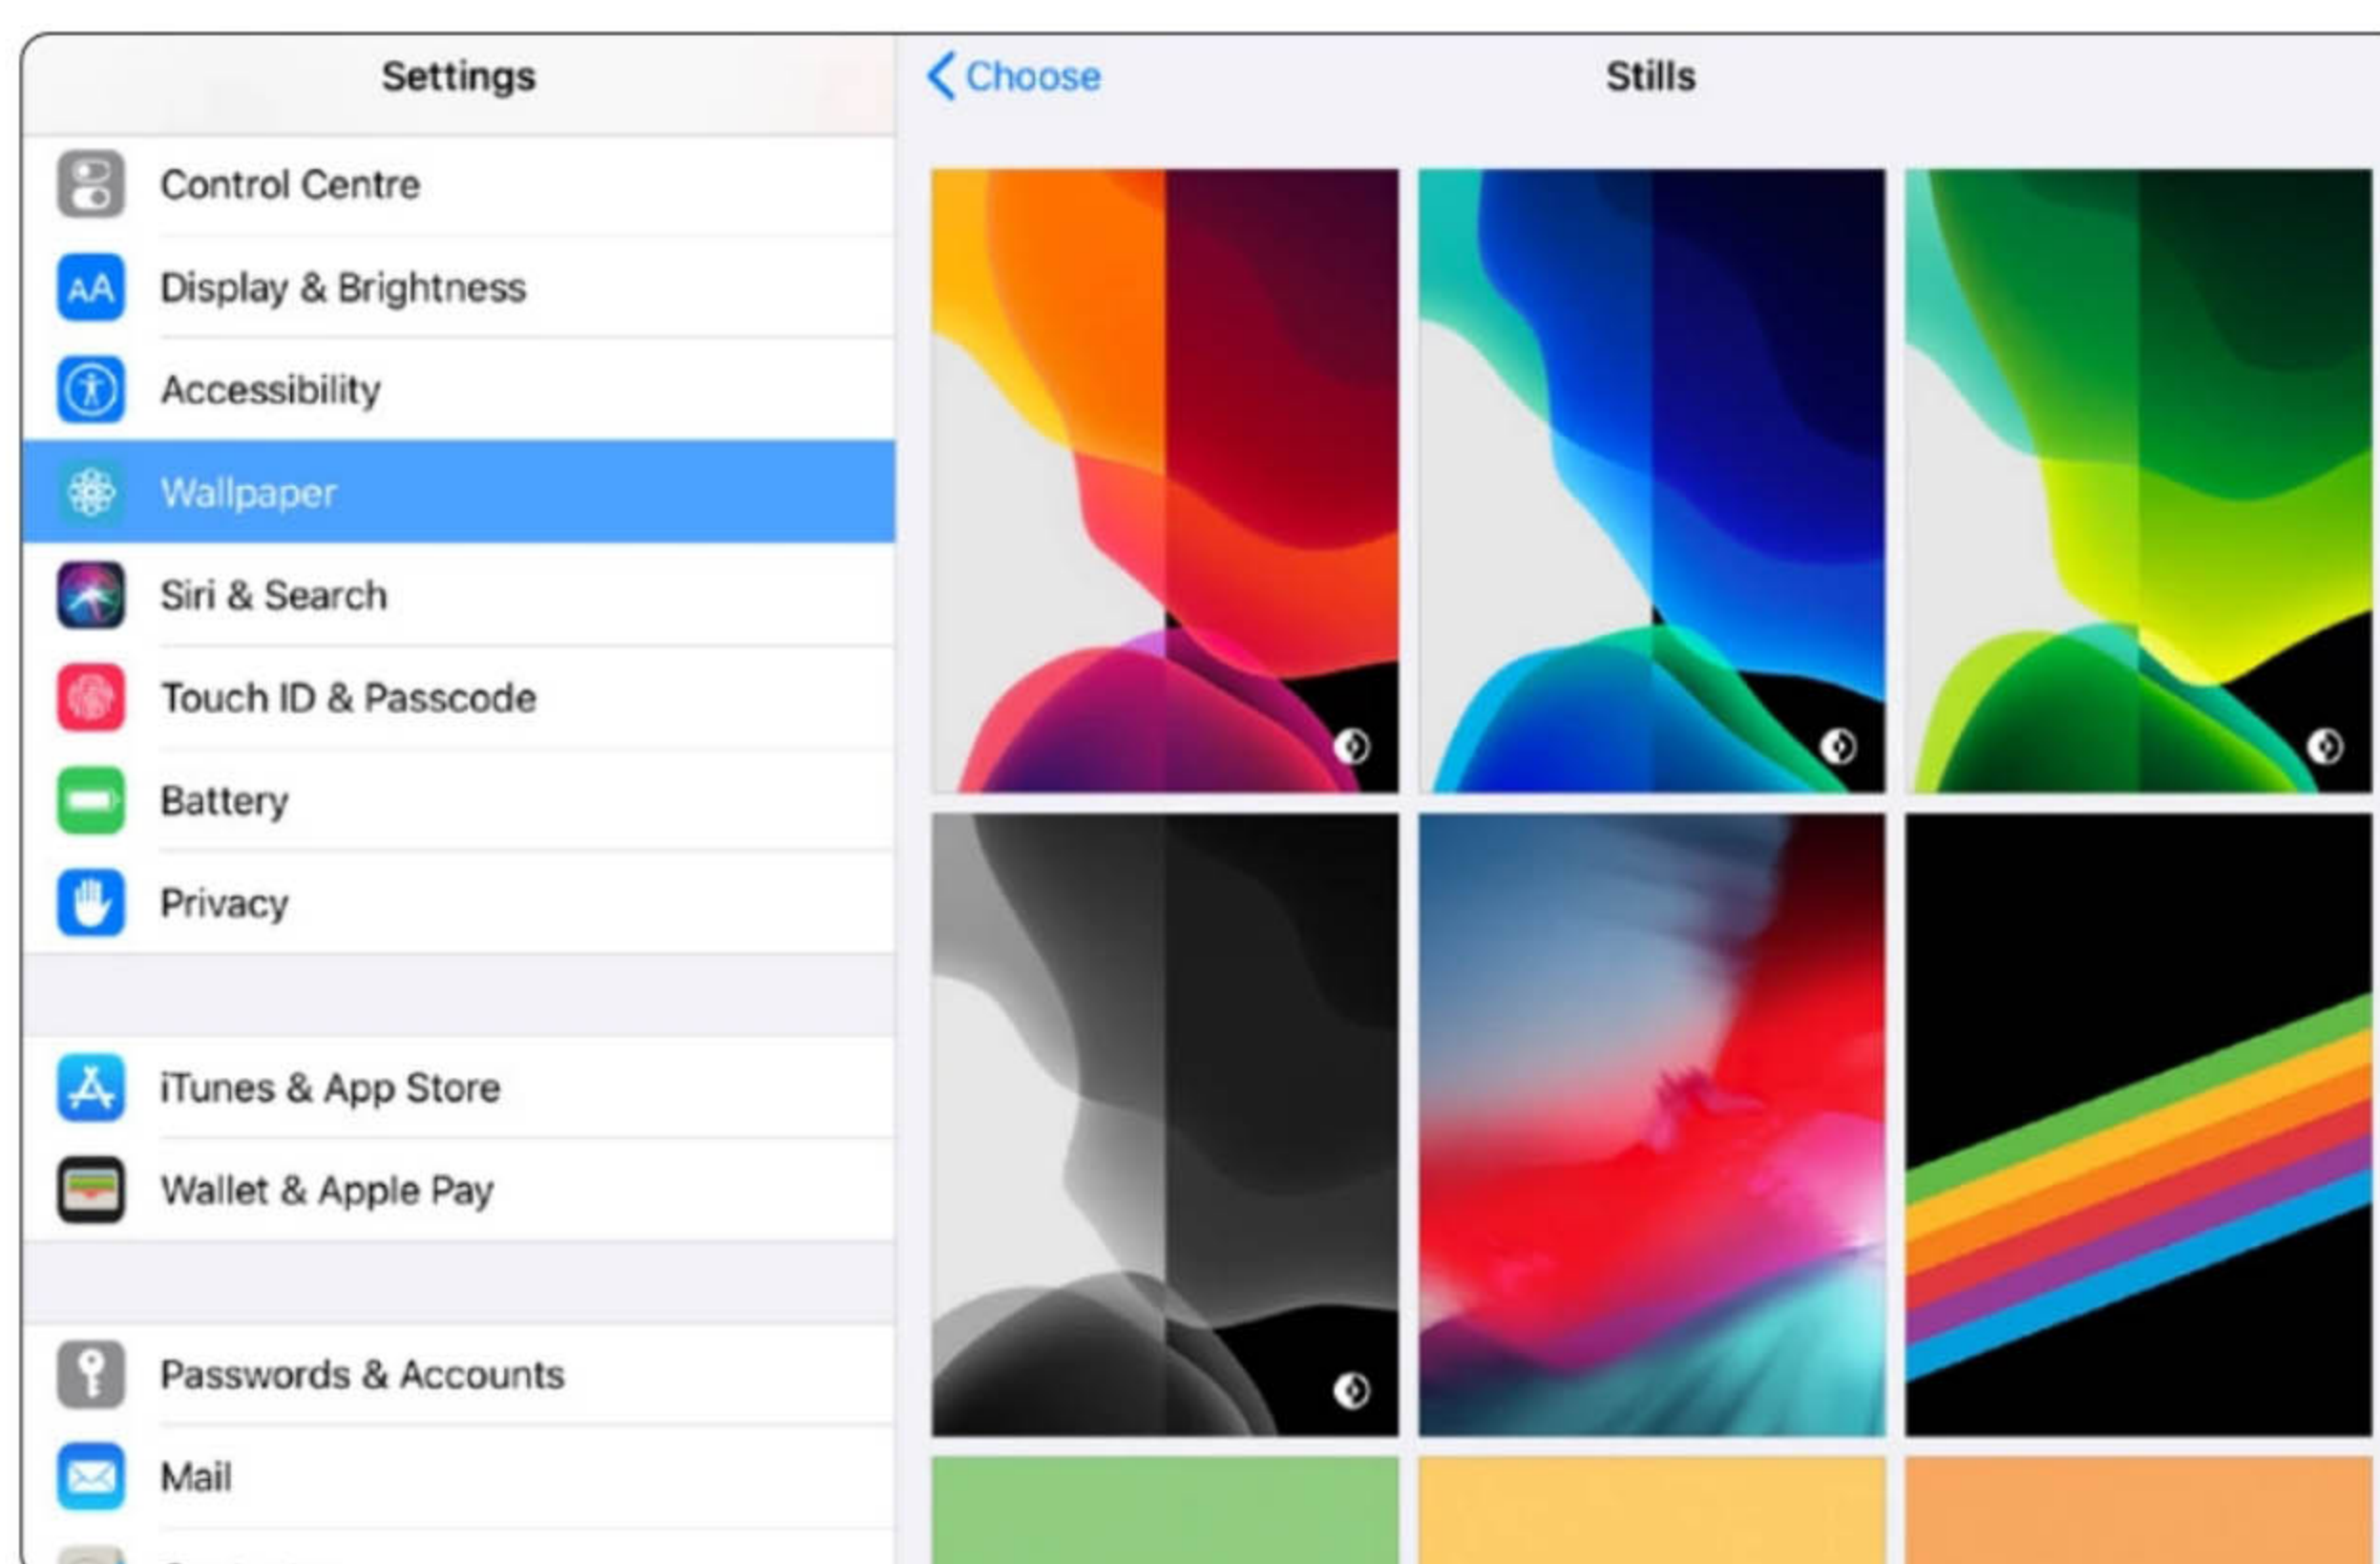 Settings
Control Centre
AA Display & Brightness
Accessibility
Wallpaper
Siri & Search
Touch ID & Passcode
Battery
Privacy
iTunes & App Store
Wallet & Apple Pay
Passwords & Accounts
Mail
Choose
Stills